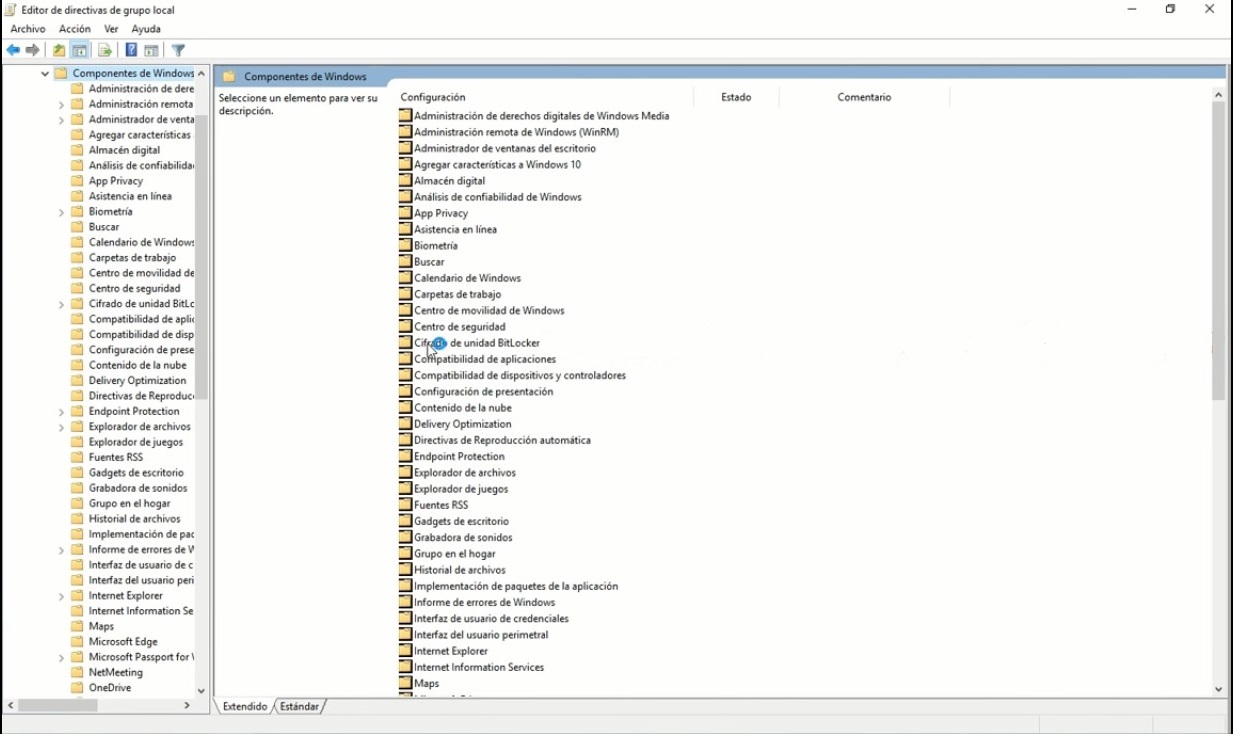 Editor de directivas de grupo local
Archivo Acción Ver Ayuda
Componentes de Windows
Administración de dere
Administración remota
Administrador de venta
Agregar características
Almacén digital
Análisis de confiabilida
App Privacy
Asistencia en línea
Biometría
Buscar
Calendario de Windows
Carpetas de trabajo
Centro de movilidad de
Centro de seguridad
Cifrado de unidad BitLo
Compatibilidad de aplic
Compatibilidad de disp
Configuración de prese
Contenido de la nube
Delivery Optimization
Directivas de Reproduc
Endpoint Protection
Explorador de archivos
Explorador de juegos
Fuentes RSS
Gadgets de escritorio
Grabadora de sonidos
Grupo en el hogar
Historial de archivos
Implementación de paq
Informe de errores de W
Interfaz de usuario de c
Interfaz del usuario peri
Internet Explorer
Internet Information Se
Maps
Microsoft Edge
Microsoft Passport for W
NetMeeting
OneDrive
Componentes de Windows
Seleccione un elemento para ver su
descripción.
Configuración Estado Comentario
Administración de derechos digitales de Windows Media
Administración remota de Windows (WinRM)
Administrador de ventanas del escritorio
Agregar características a Windows 10
Almacén digital
Análisis de confiabilidad de Windows
App Privacy
Asistencia en línea
Biometría
Buscar
Calendario de Windows
Carpetas de trabajo
Centro de movilidad de Windows
Centro de seguridad
Cifrado de unidad BitLocker
Compatibilidad de aplicaciones
Compatibilidad de dispositivos y controladores
Configuración de presentación
Contenido de la nube
Delivery Optimization
Directivas de Reproducción automática
Endpoint Protection
Explorador de archivos
Explorador de juegos
Fuentes RSS
Gadgets de escritorio
Grabadora de sonidos
Grupo en el hogar
Historial de archivos
Implementación de paquetes de la aplicación
Informe de errores de Windows
Interfaz de usuario de credenciales
Interfaz del usuario perimetral
Internet Explorer
Internet Information Services
Maps
Extendido Estándar